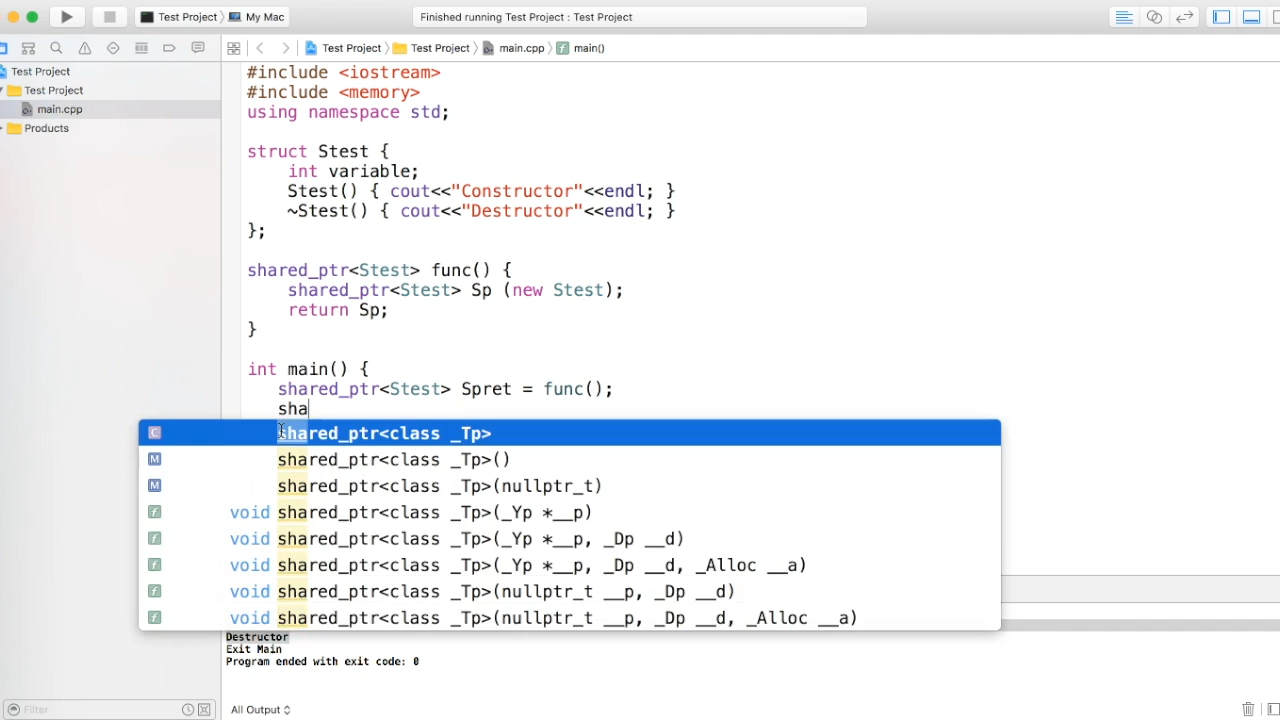 Test Project 〉 My Mac
Finished running Test Project : Test Project
Test Project 〉 Test Project 〉 main.cpp 〉 main()
Test Project
Test Project
main.cpp
Products
#include <iostream>
#include <memory>
using namespace std;
struct Stest {
int variable;
Stest() { cout<<"Constructor"<<endl; }
~Stest() { cout<<"Destructor"<<endl; }
};
shared_ptr<Stest> func() {
shared_ptr<Stest> Sp (new Stest);
return Sp;
}
int main() {
shared_ptr<Stest> Spret = func();
sha
C shared_ptr<class _Tp>
M shared_ptr<class _Tp>()
M shared_ptr<class _Tp>(nullptr_t)
f void shared_ptr<class _Tp>(_Yp *__p)
f void shared_ptr<class _Tp>(_Yp *__p, _Dp __d)
f void shared_ptr<class _Tp>(_Yp *__p, _Dp __d, _Alloc __a)
f void shared_ptr<class _Tp>(nullptr_t __p, _Dp __d)
f void shared_ptr<class _Tp>(nullptr_t __p, _Dp __d, _Alloc __a)
Destructor
Exit Main
Program ended with exit code: 0
Filter
All Output